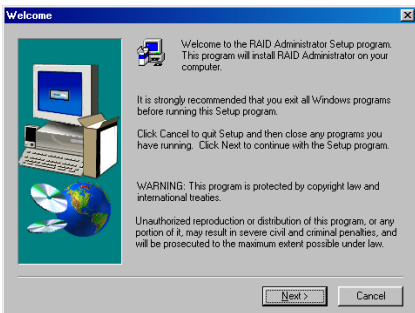 Welcome
Welcome to the RAID Administrator Setup program.
This program will install RAID Administrator on your
computer.
It is strongly recommended that you exit all Windows programs
before running this Setup program.
Click Cancel to quit Setup and then close any programs you
have running. Click Next to continue with the Setup program.
WARNING: This program is protected by copyright law and
international treaties.
Unauthorized reproduction or distribution of this program, or any
portion of it, may result in severe civil and criminal penalties, and
will be prosecuted to the maximum extent possible under law.
Next >
Cancel